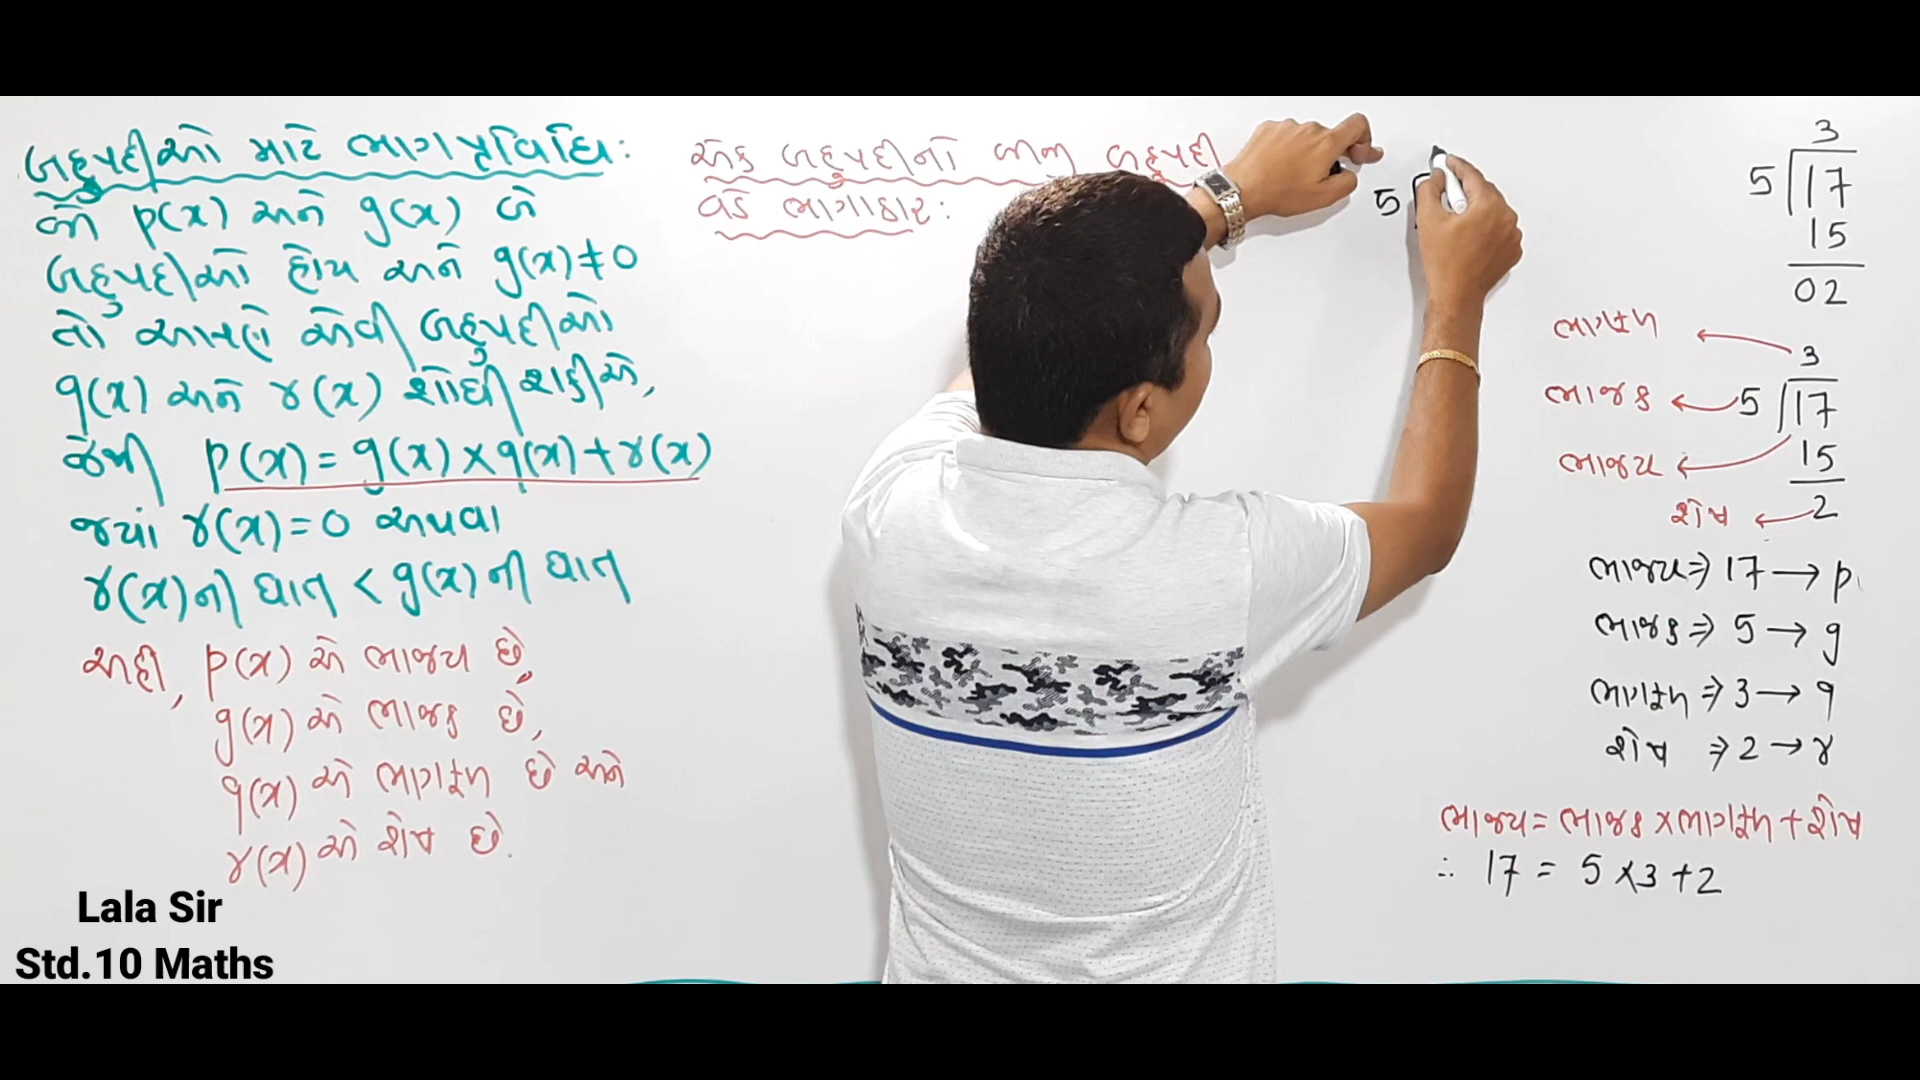 બહુપદીઓ માટે ભાગપ્રવિધિ:
જો p(x) અને g(x) બે
બહુપદીઓ હોય અને g(x)≠0
તો આપણે એવી બહુપદીઓ
q(x) અને r(x) શોધી શકીએ,
જેથી p(x) = g(x) × q(x) + r(x)
જ્યાં r(x) = 0 અથવા
r(x)ની ઘાત < g(x)ની ઘાત
અહીં, p(x) એ ભાજ્ય છે,
g(x) એ ભાજક છે,
q(x) એ ભાગફળ છે અને
r(x) એ શેષ છે.
એક બહુપદીનો બીજી બહુપદી
વડે ભાગાકાર:
5
3
5 17
15
02
ભાગફળ 3
ભાજક 5 17
ભાજ્ય 15
શેષ 2
ભાજ્ય ⇒ 17 → p
ભાજક ⇒ 5 → g
ભાગફળ ⇒ 3 → q
શેષ ⇒ 2 → r
ભાજ્ય = ભાજક × ભાગફળ + શેષ
∴ 17 = 5 × 3 + 2
Lala Sir
Std.10 Maths